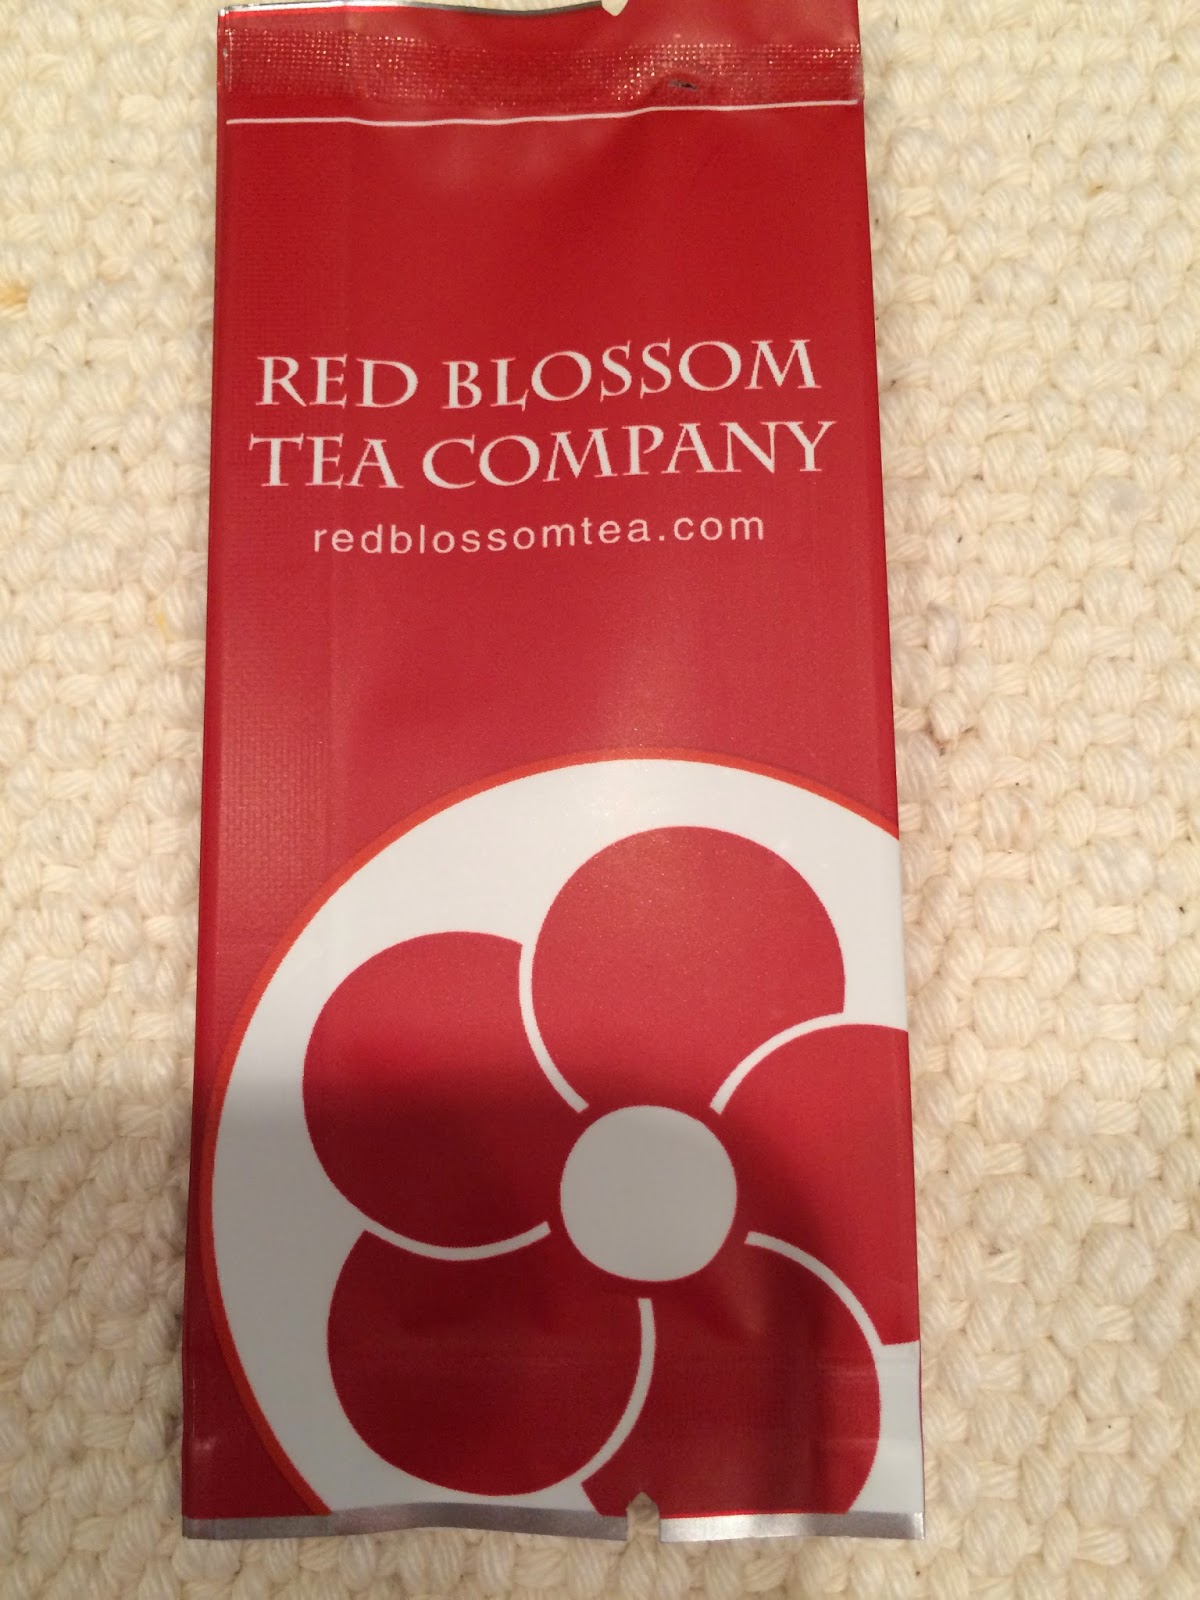 RED BLOSSOM
TEA COMPANY
redblossomtea.com